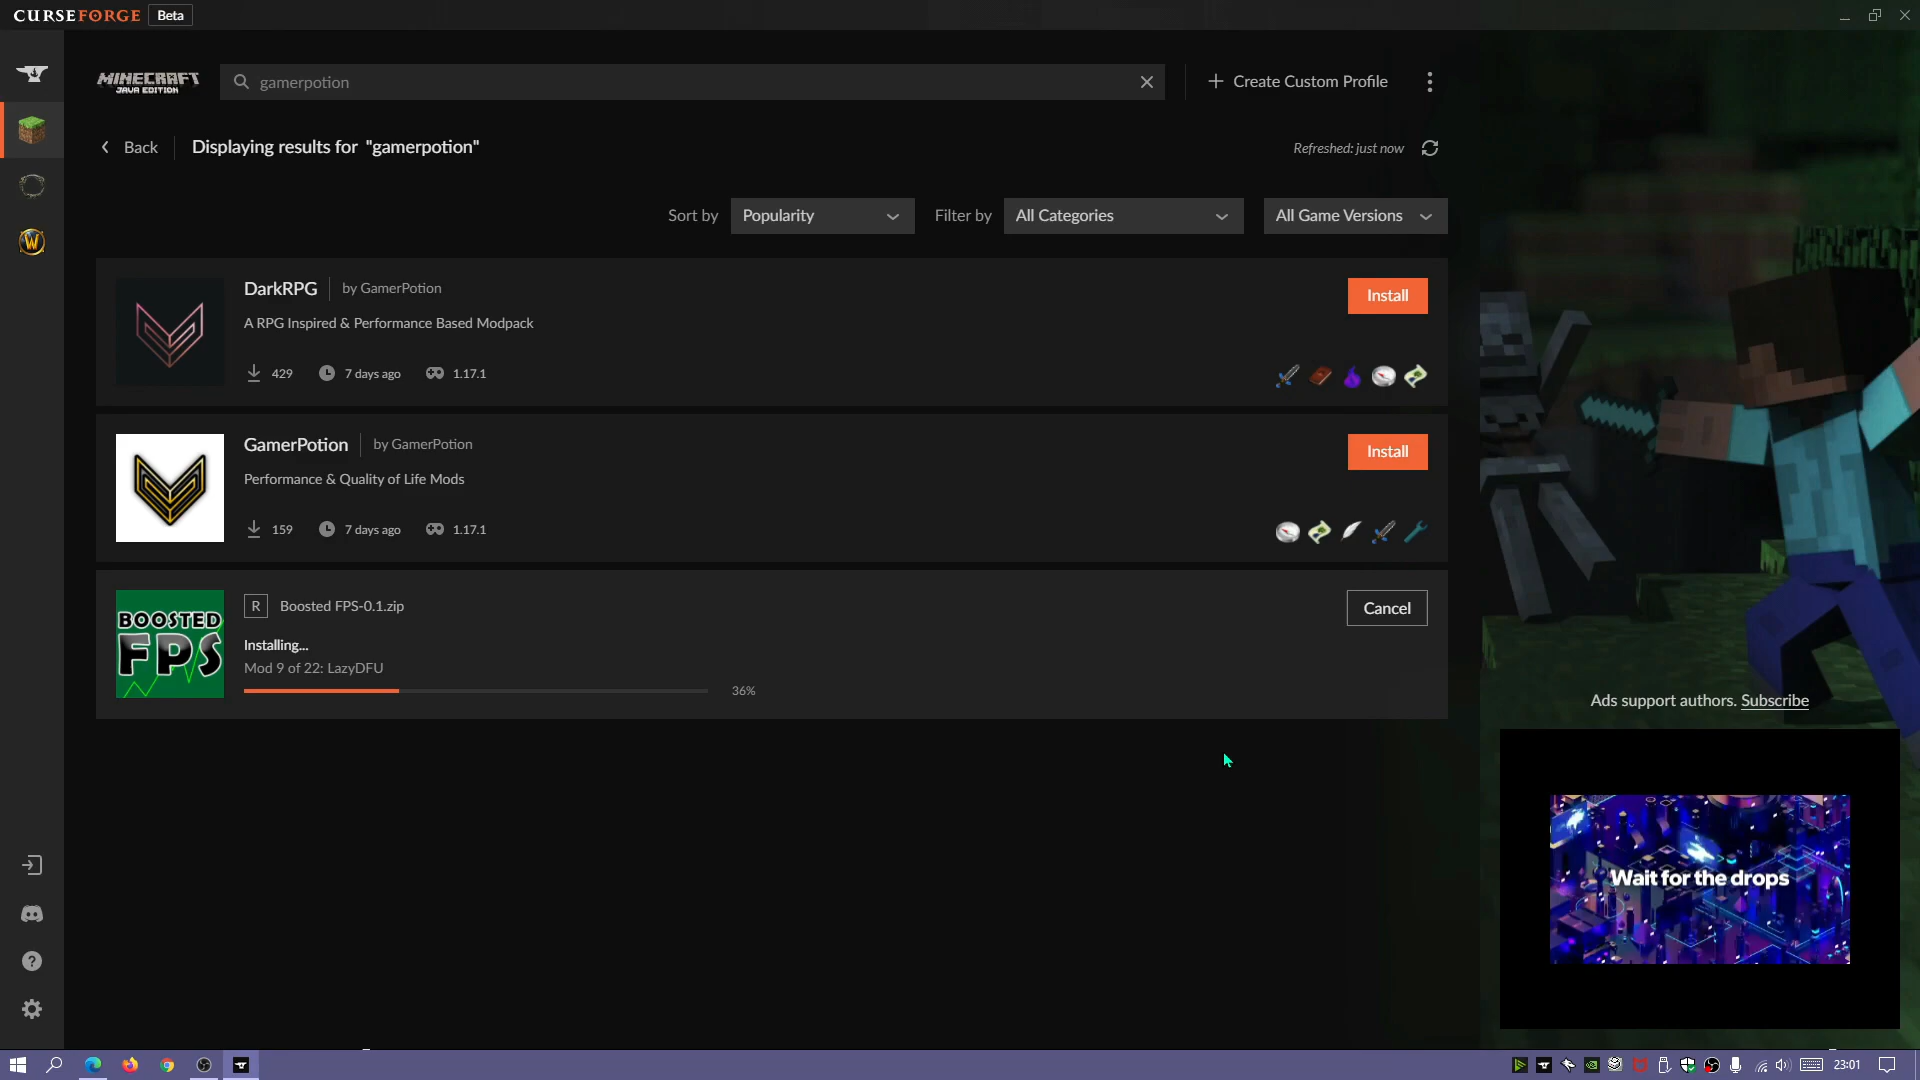 CURSEFORGE Beta
MINECRAFT
JAVA EDITION
gamerpotion
Create Custom Profile
Back
Displaying results for "gamerpotion"
Refreshed: just now
Sort by Popularity Filter by All Categories All Game Versions
DarkRPG by GamerPotion
Install
A RPG Inspired & Performance Based Modpack
429 7 days ago 1.17.1
GamerPotion by GamerPotion
Install
Performance & Quality of Life Mods
159 7 days ago 1.17.1
BOOSTED
FPS
R Boosted FPS-0.1.zip
Cancel
Installing...
Mod 9 of 22: LazyDFU
36%
Ads support authors. Subscribe
Wait for the drops
23:01